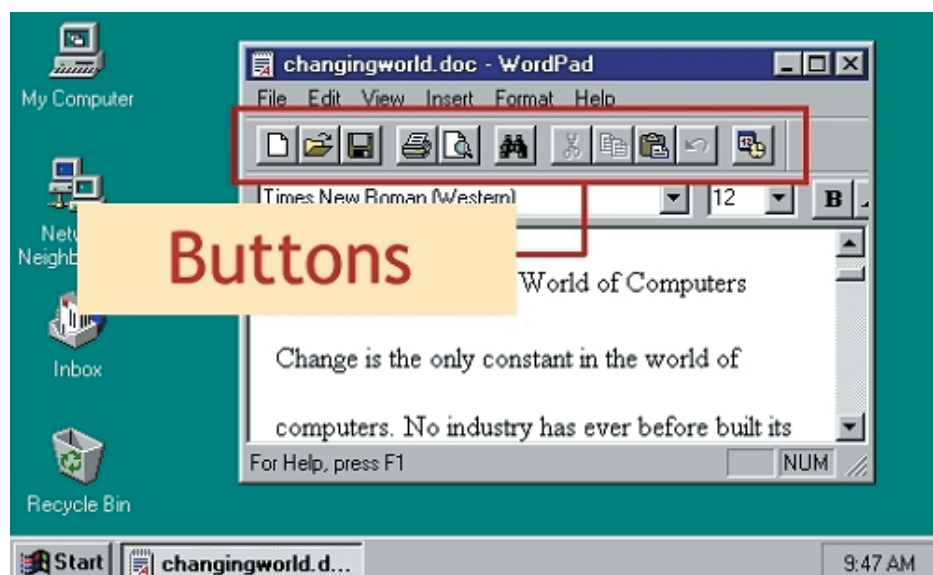 My Computer
Inbox
Recycle Bin
changingworld.doc - WordPad
File Edit View Insert Format Help
Times New Roman (Western)
12
B
Buttons
World of Computers
Change is the only constant in the world of
computers. No industry has ever before built its
For Help, press F1
NUM
Start
changingworld.d...
9:47 AM